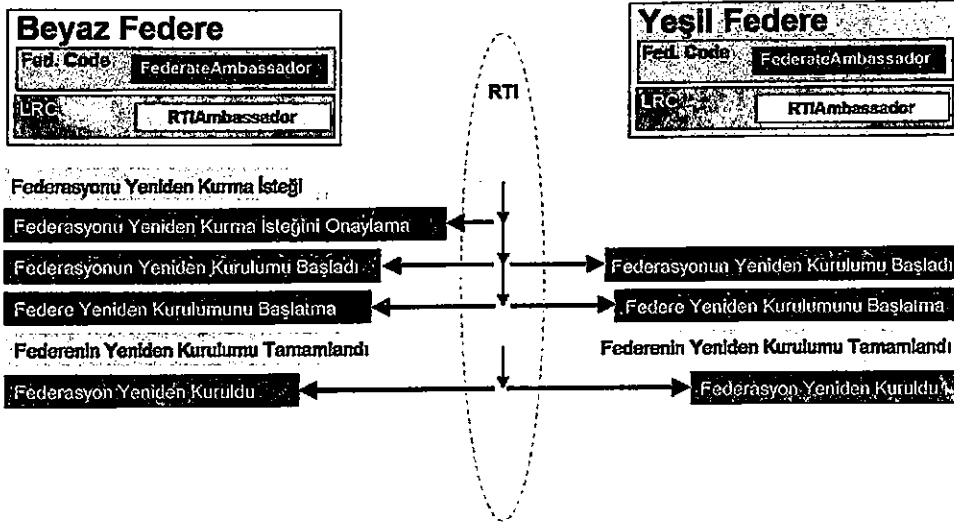 Beyaz Federe
Fed. Code
FederateAmbassador
LRC
RTIAmbassador
RTI
Yeşil Federe
Fed. Code
FederateAmbassador
LRC
RTIAmbassador
Federasyonu Yeniden Kurma İsteği
Federasyonu Yeniden Kurma İsteğini Onaylama
Federasyonun Yeniden Kurulumu Başladı
Federasyonun Yeniden Kurulumu Başladı
Federe Yeniden Kurulumunu Başlatma
Federe Yeniden Kurulumunu Başlatma
Federenin Yeniden Kurulumu Tamamlandı
Federenin Yeniden Kurulumu Tamamlandı
Federasyon Yeniden Kuruldu
Federasyon Yeniden Kuruldu